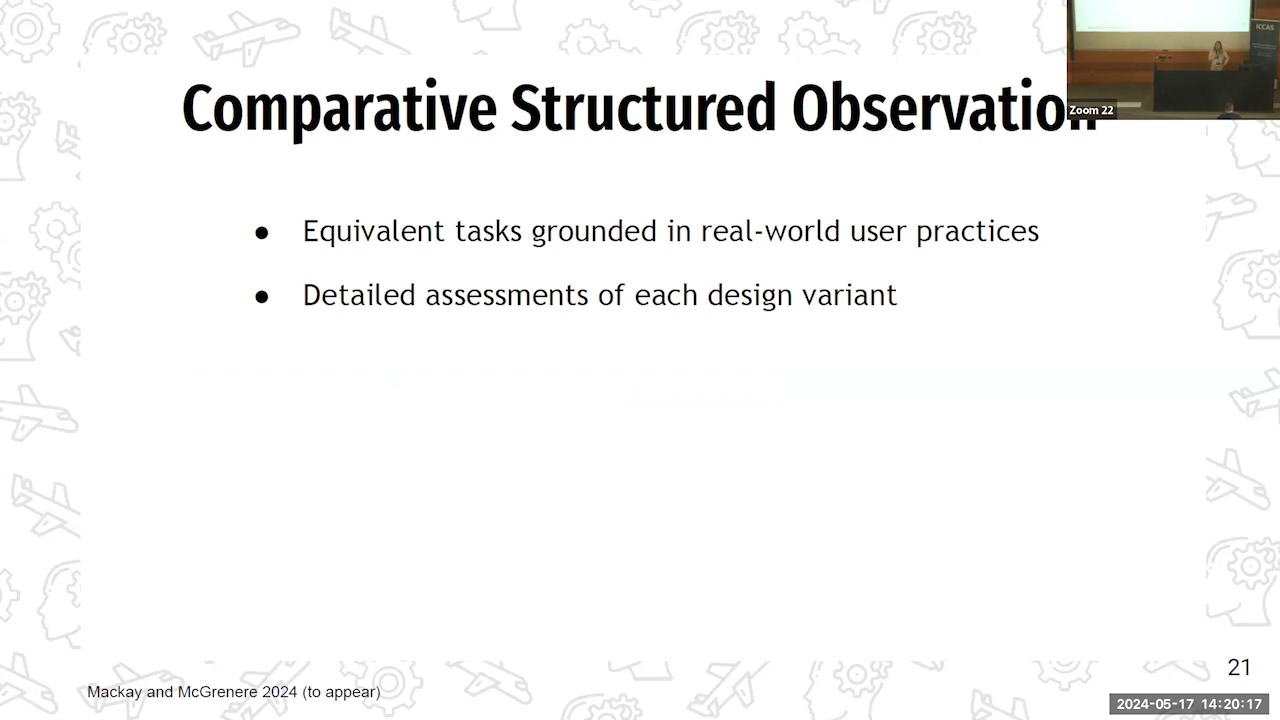 Comparative Structured Observation
ICCAS
Zoom 22
● Equivalent tasks grounded in real-world user practices
● Detailed assessments of each design variant
21
Mackay and McGrenere 2024 (to appear)
2024-05-17 14:20:17